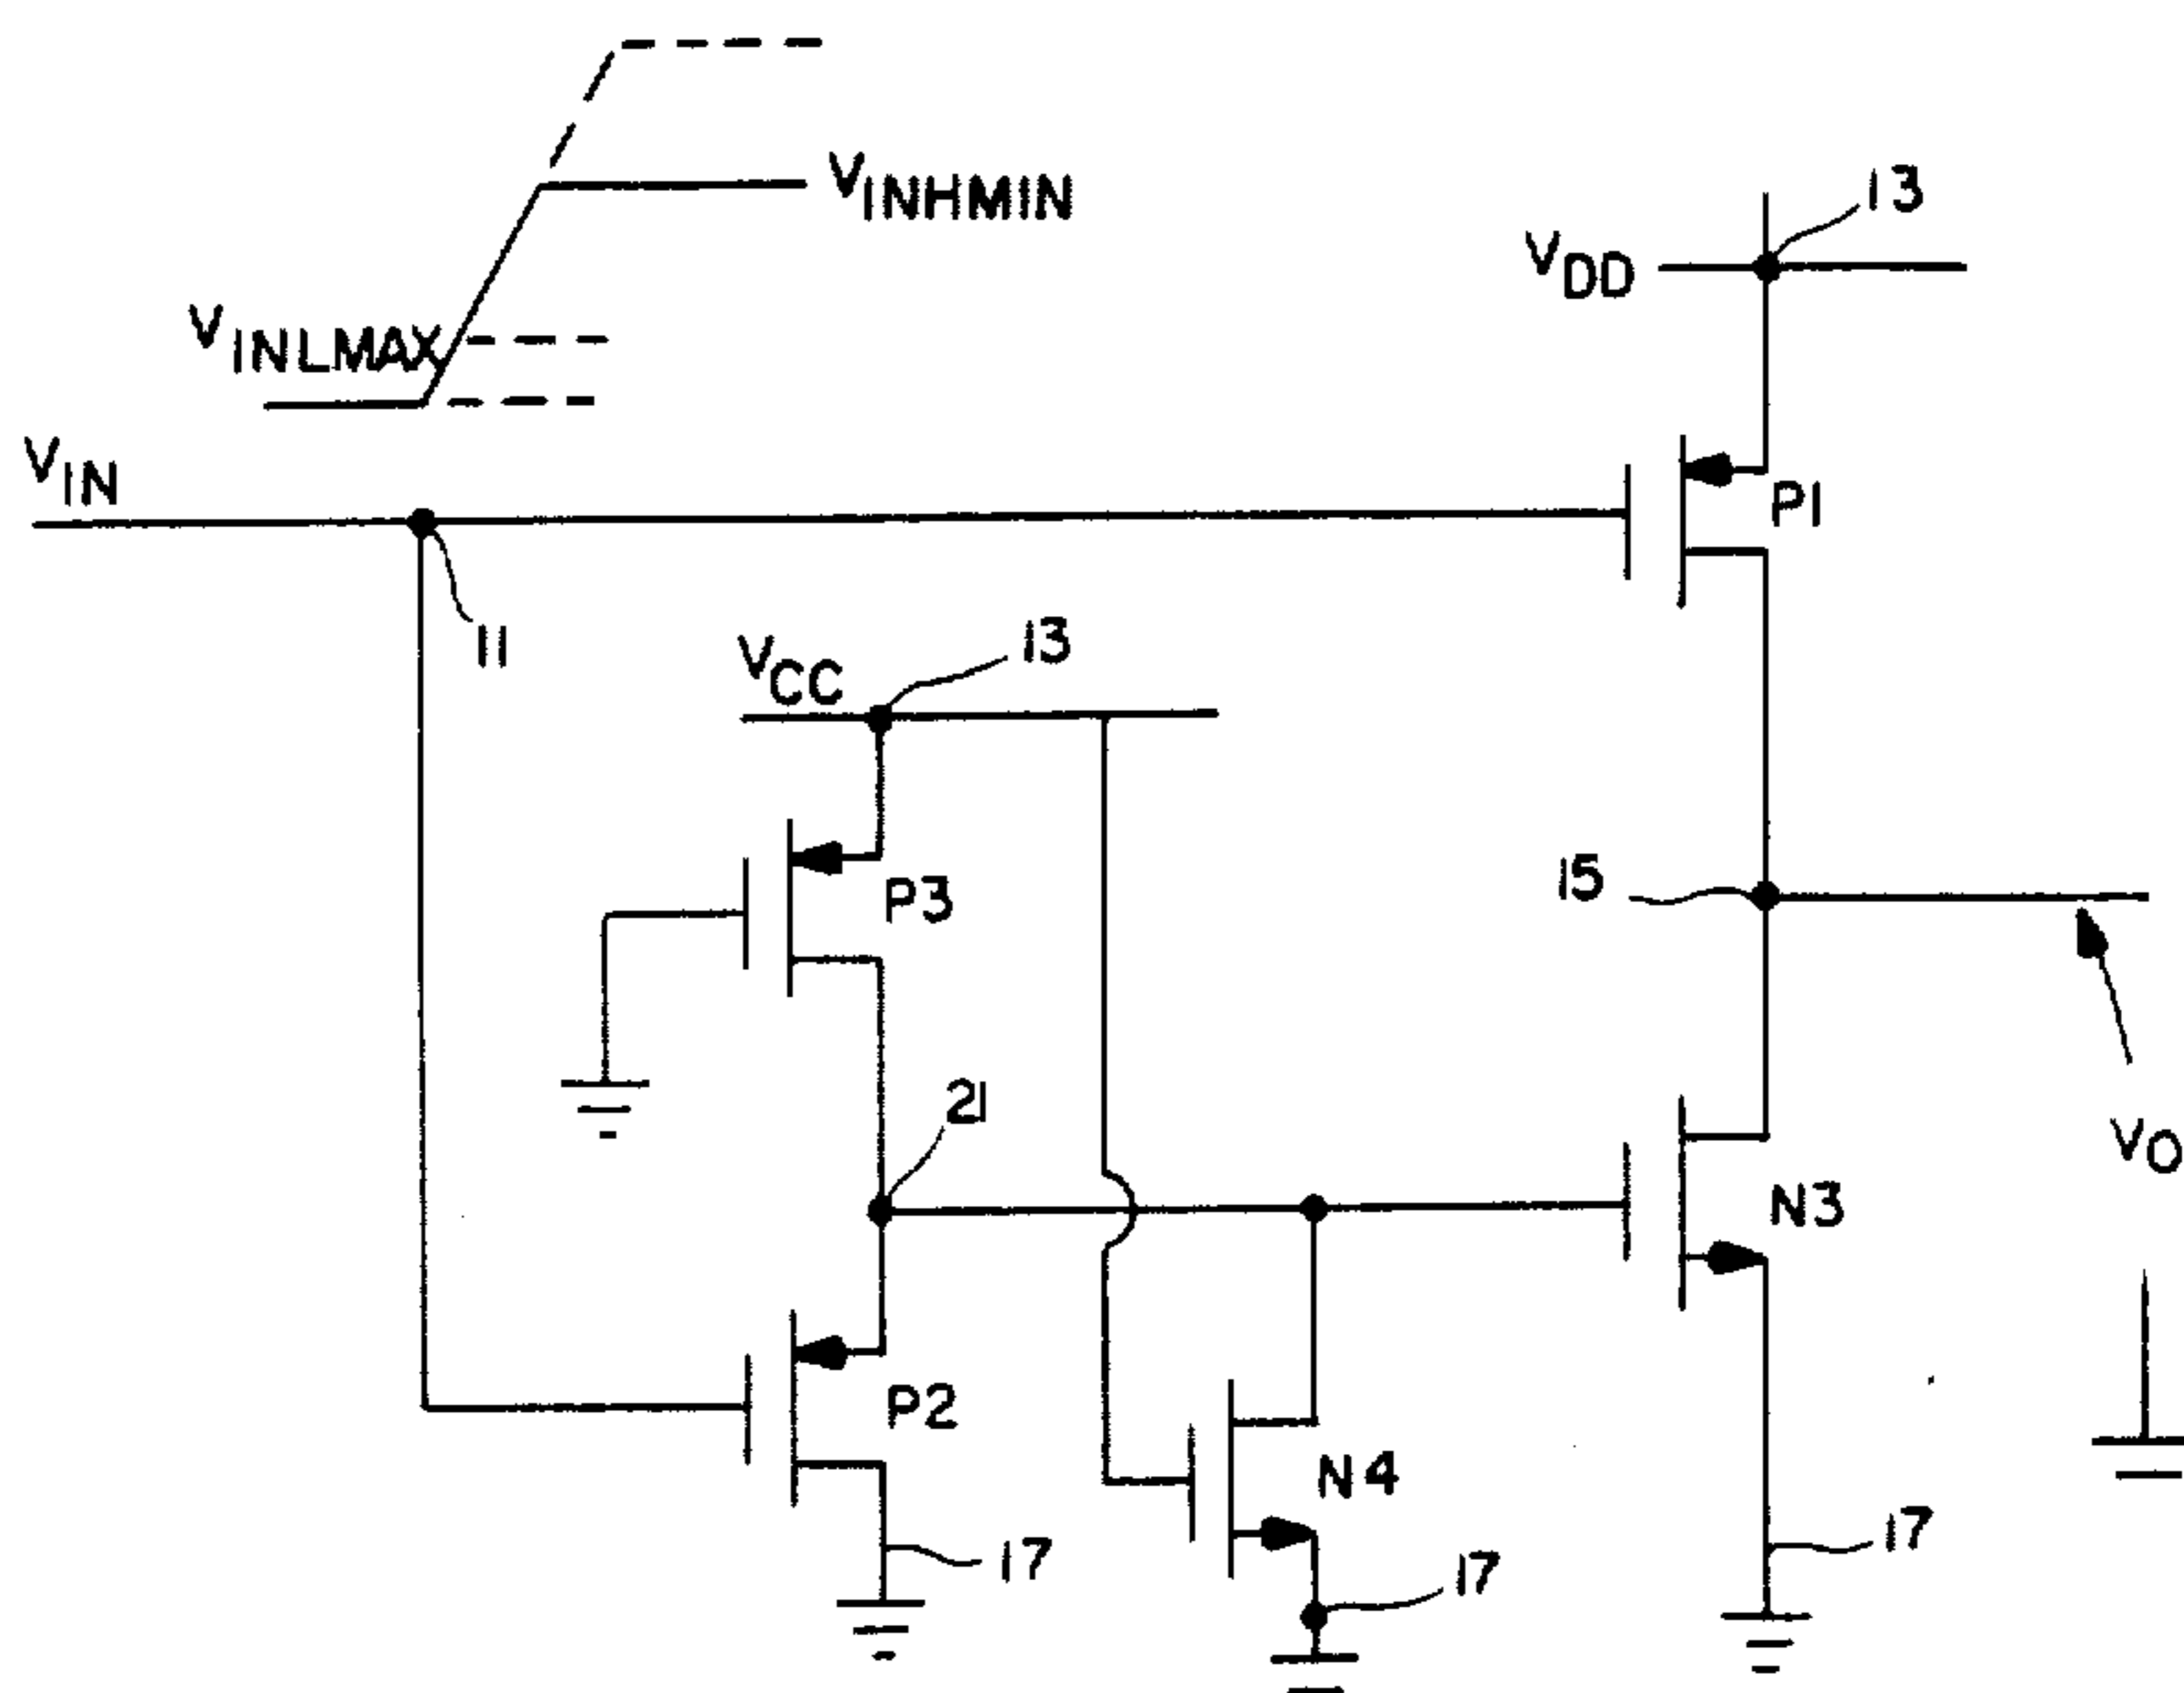 VINHMIN
13
VDD
VINLMAX
VIN
P1
11
VCC
13
15
P3
21
VO
N3
P2
N4
17
17
17